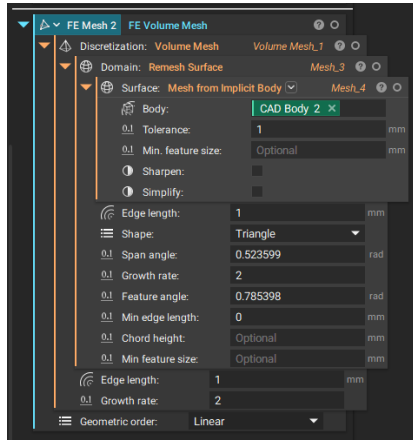 FE Mesh 2 FE Volume Mesh
Discretization: Volume Mesh Volume Mesh_1
Domain: Remesh Surface Mesh_3
Surface: Mesh from Implicit Body Mesh_4
Body: CAD Body 2 ×
0.1 Tolerance: 1 mm
0.1 Min. feature size: Optional mm
Sharpen:
Simplify:
Edge length: 1 mm
Shape: Triangle
0.1 Span angle: 0.523599 rad
0.1 Growth rate: 2
0.1 Feature angle: 0.785398 rad
0.1 Min edge length: 0 mm
0.1 Chord height: Optional mm
0.1 Min feature size: Optional mm
Edge length: 1 mm
0.1 Growth rate: 2
Geometric order: Linear